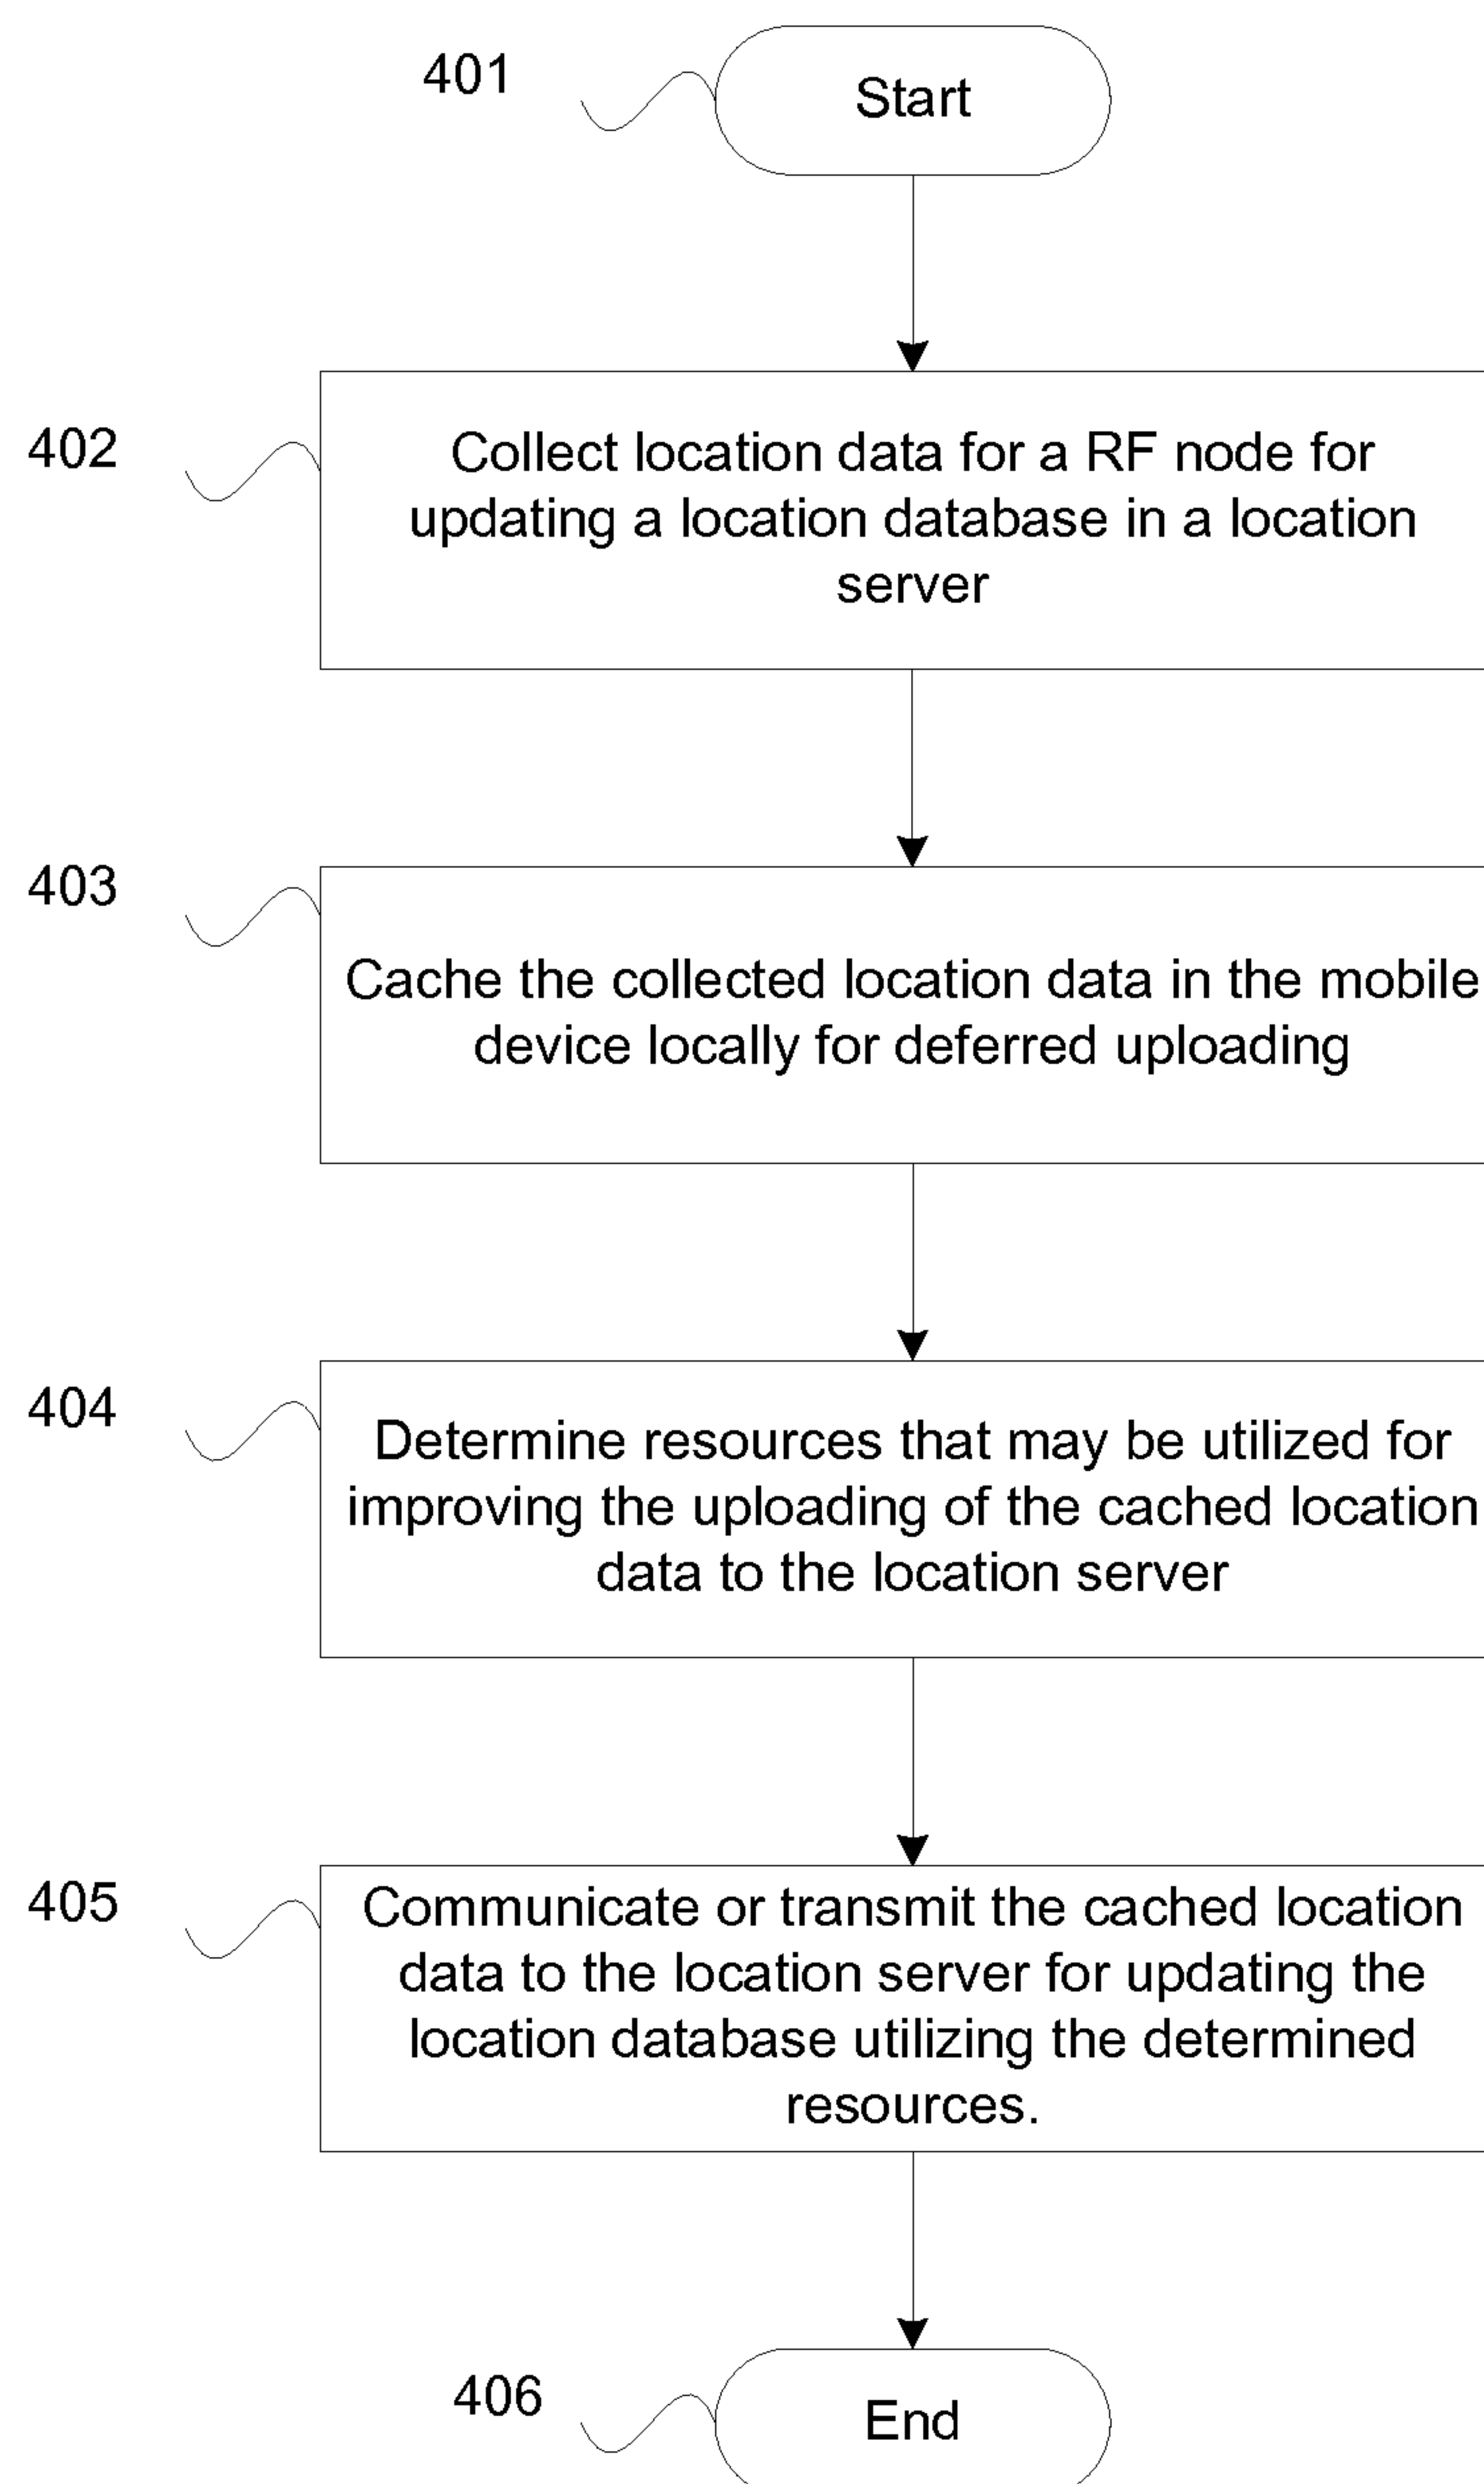 401
Start
402
Collect location data for a RF node for
updating a location database in a location
server
403
Cache the collected location data in the mobile
device locally for deferred uploading
404
Determine resources that may be utilized for
improving the uploading of the cached location
data to the location server
405
Communicate or transmit the cached location
data to the location server for updating the
location database utilizing the determined
resources.
406
End